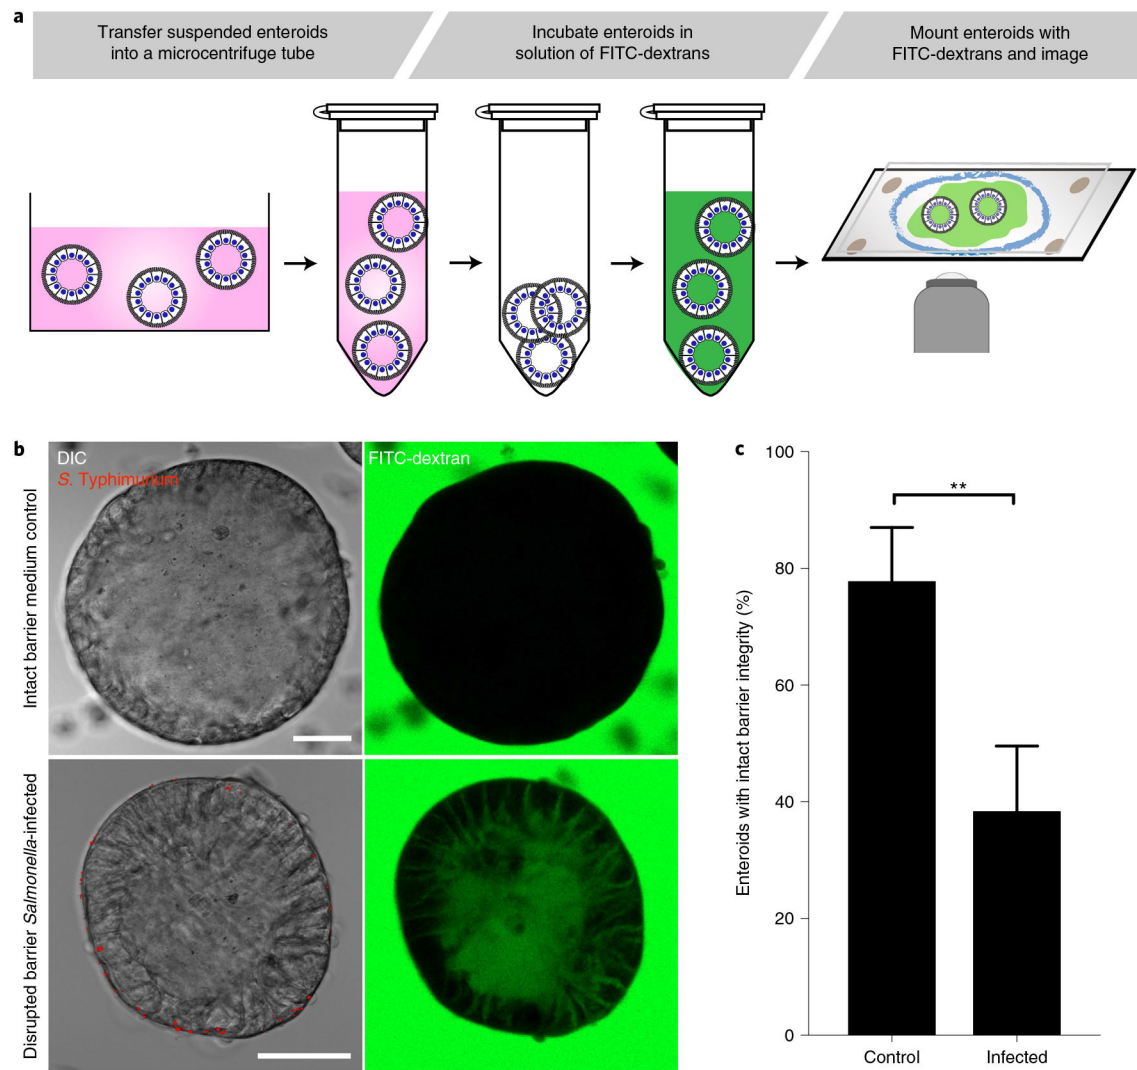 a
Transfer suspended enteroids
into a microcentrifuge tube
Incubate enteroids in
solution of FITC-dextrans
Mount enteroids with
FITC-dextrans and image
b
DIC
S. Typhimurium
FITC-dextran
Intact barrier medium control
Disrupted barrier Salmonella-infected
c
100
80
60
40
20
0
Enteroids with intact barrier integrity (%)
**
Control
Infected